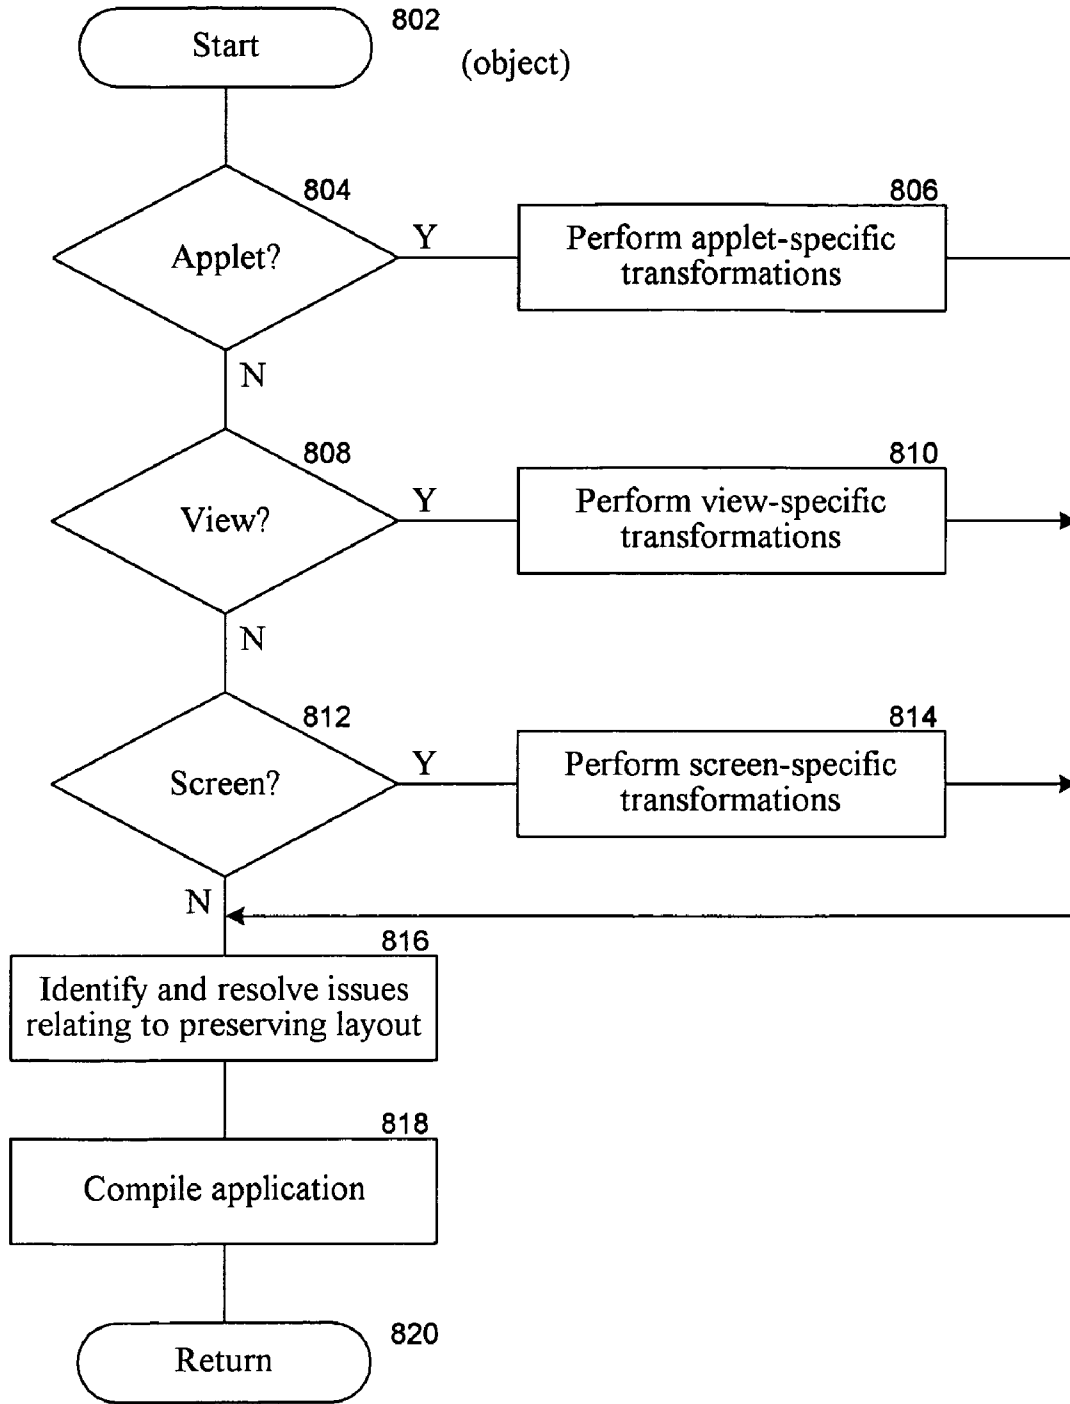 802
Start
(object)
804
806
Applet?
Y
Perform applet-specific
transformations
N
808
810
View?
Y
Perform view-specific
transformations
N
812
814
Screen?
Y
Perform screen-specific
transformations
N
816
Identify and resolve issues
relating to preserving layout
818
Compile application
820
Return